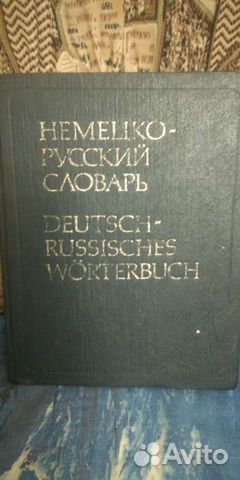 НЕМЕЦКО-
РУССКИЙ
СЛОВАРЬ
DEUTSCH-
RUSSISCHES
WÖRTERBUCH
Avito